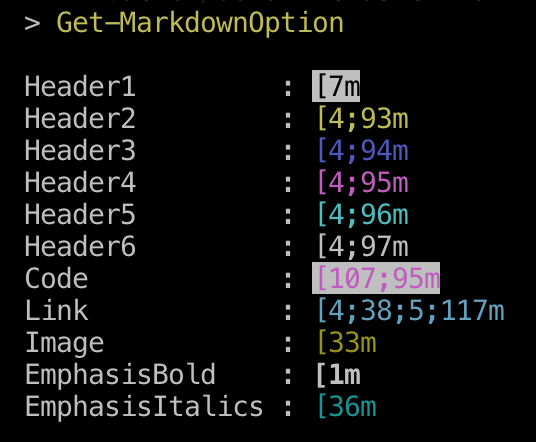 > Get-MarkdownOption
Header1 : [7m
Header2 : [4;93m
Header3 : [4;94m
Header4 : [4;95m
Header5 : [4;96m
Header6 : [4;97m
Code : [107;95m
Link : [4;38;5;117m
Image : [33m
EmphasisBold : [1m
EmphasisItalics : [36m